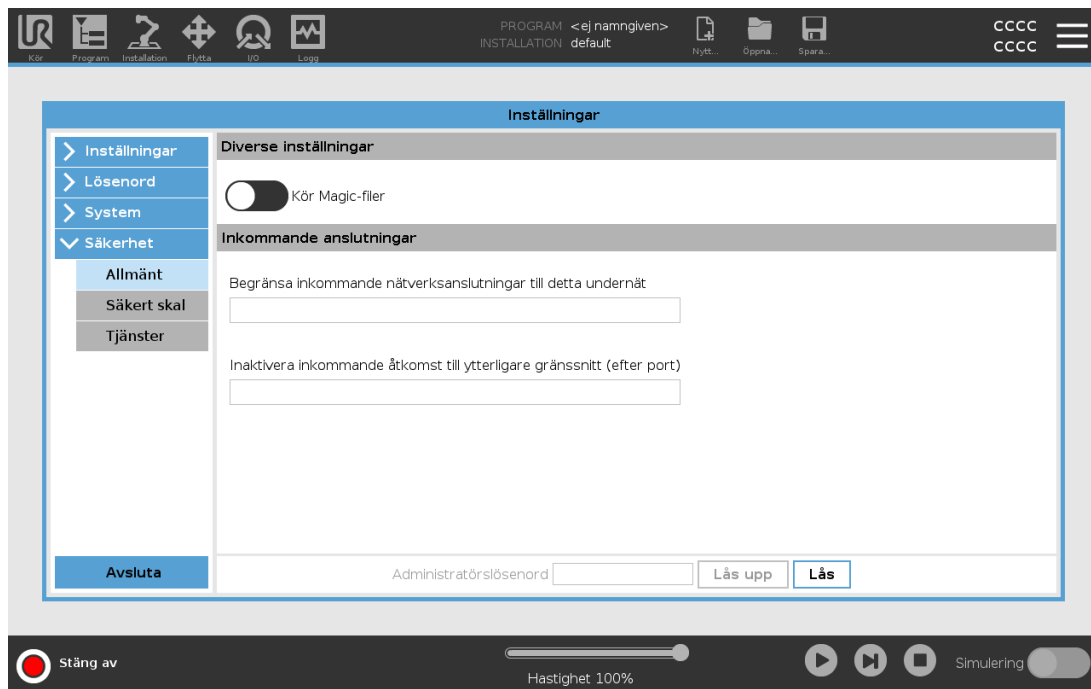 UR
PROGRAM <ej namngiven>
INSTALLATION default
CCCC
CCCC
Kör Program Installation Flytta I/O Logg Nytt... Öppna... Spara...
Inställningar
Inställningar
Lösenord
System
Säkerhet
Allmänt
Säkert skal
Tjänster
Avsluta
Diverse inställningar
Kör Magic-filer
Inkommande anslutningar
Begränsa inkommande nätverksanslutningar till detta undernät
Inaktivera inkommande åtkomst till ytterligare gränssnitt (efter port)
Administratörslösenord Lås upp Lås
Stäng av
Hastighet 100%
Simulering